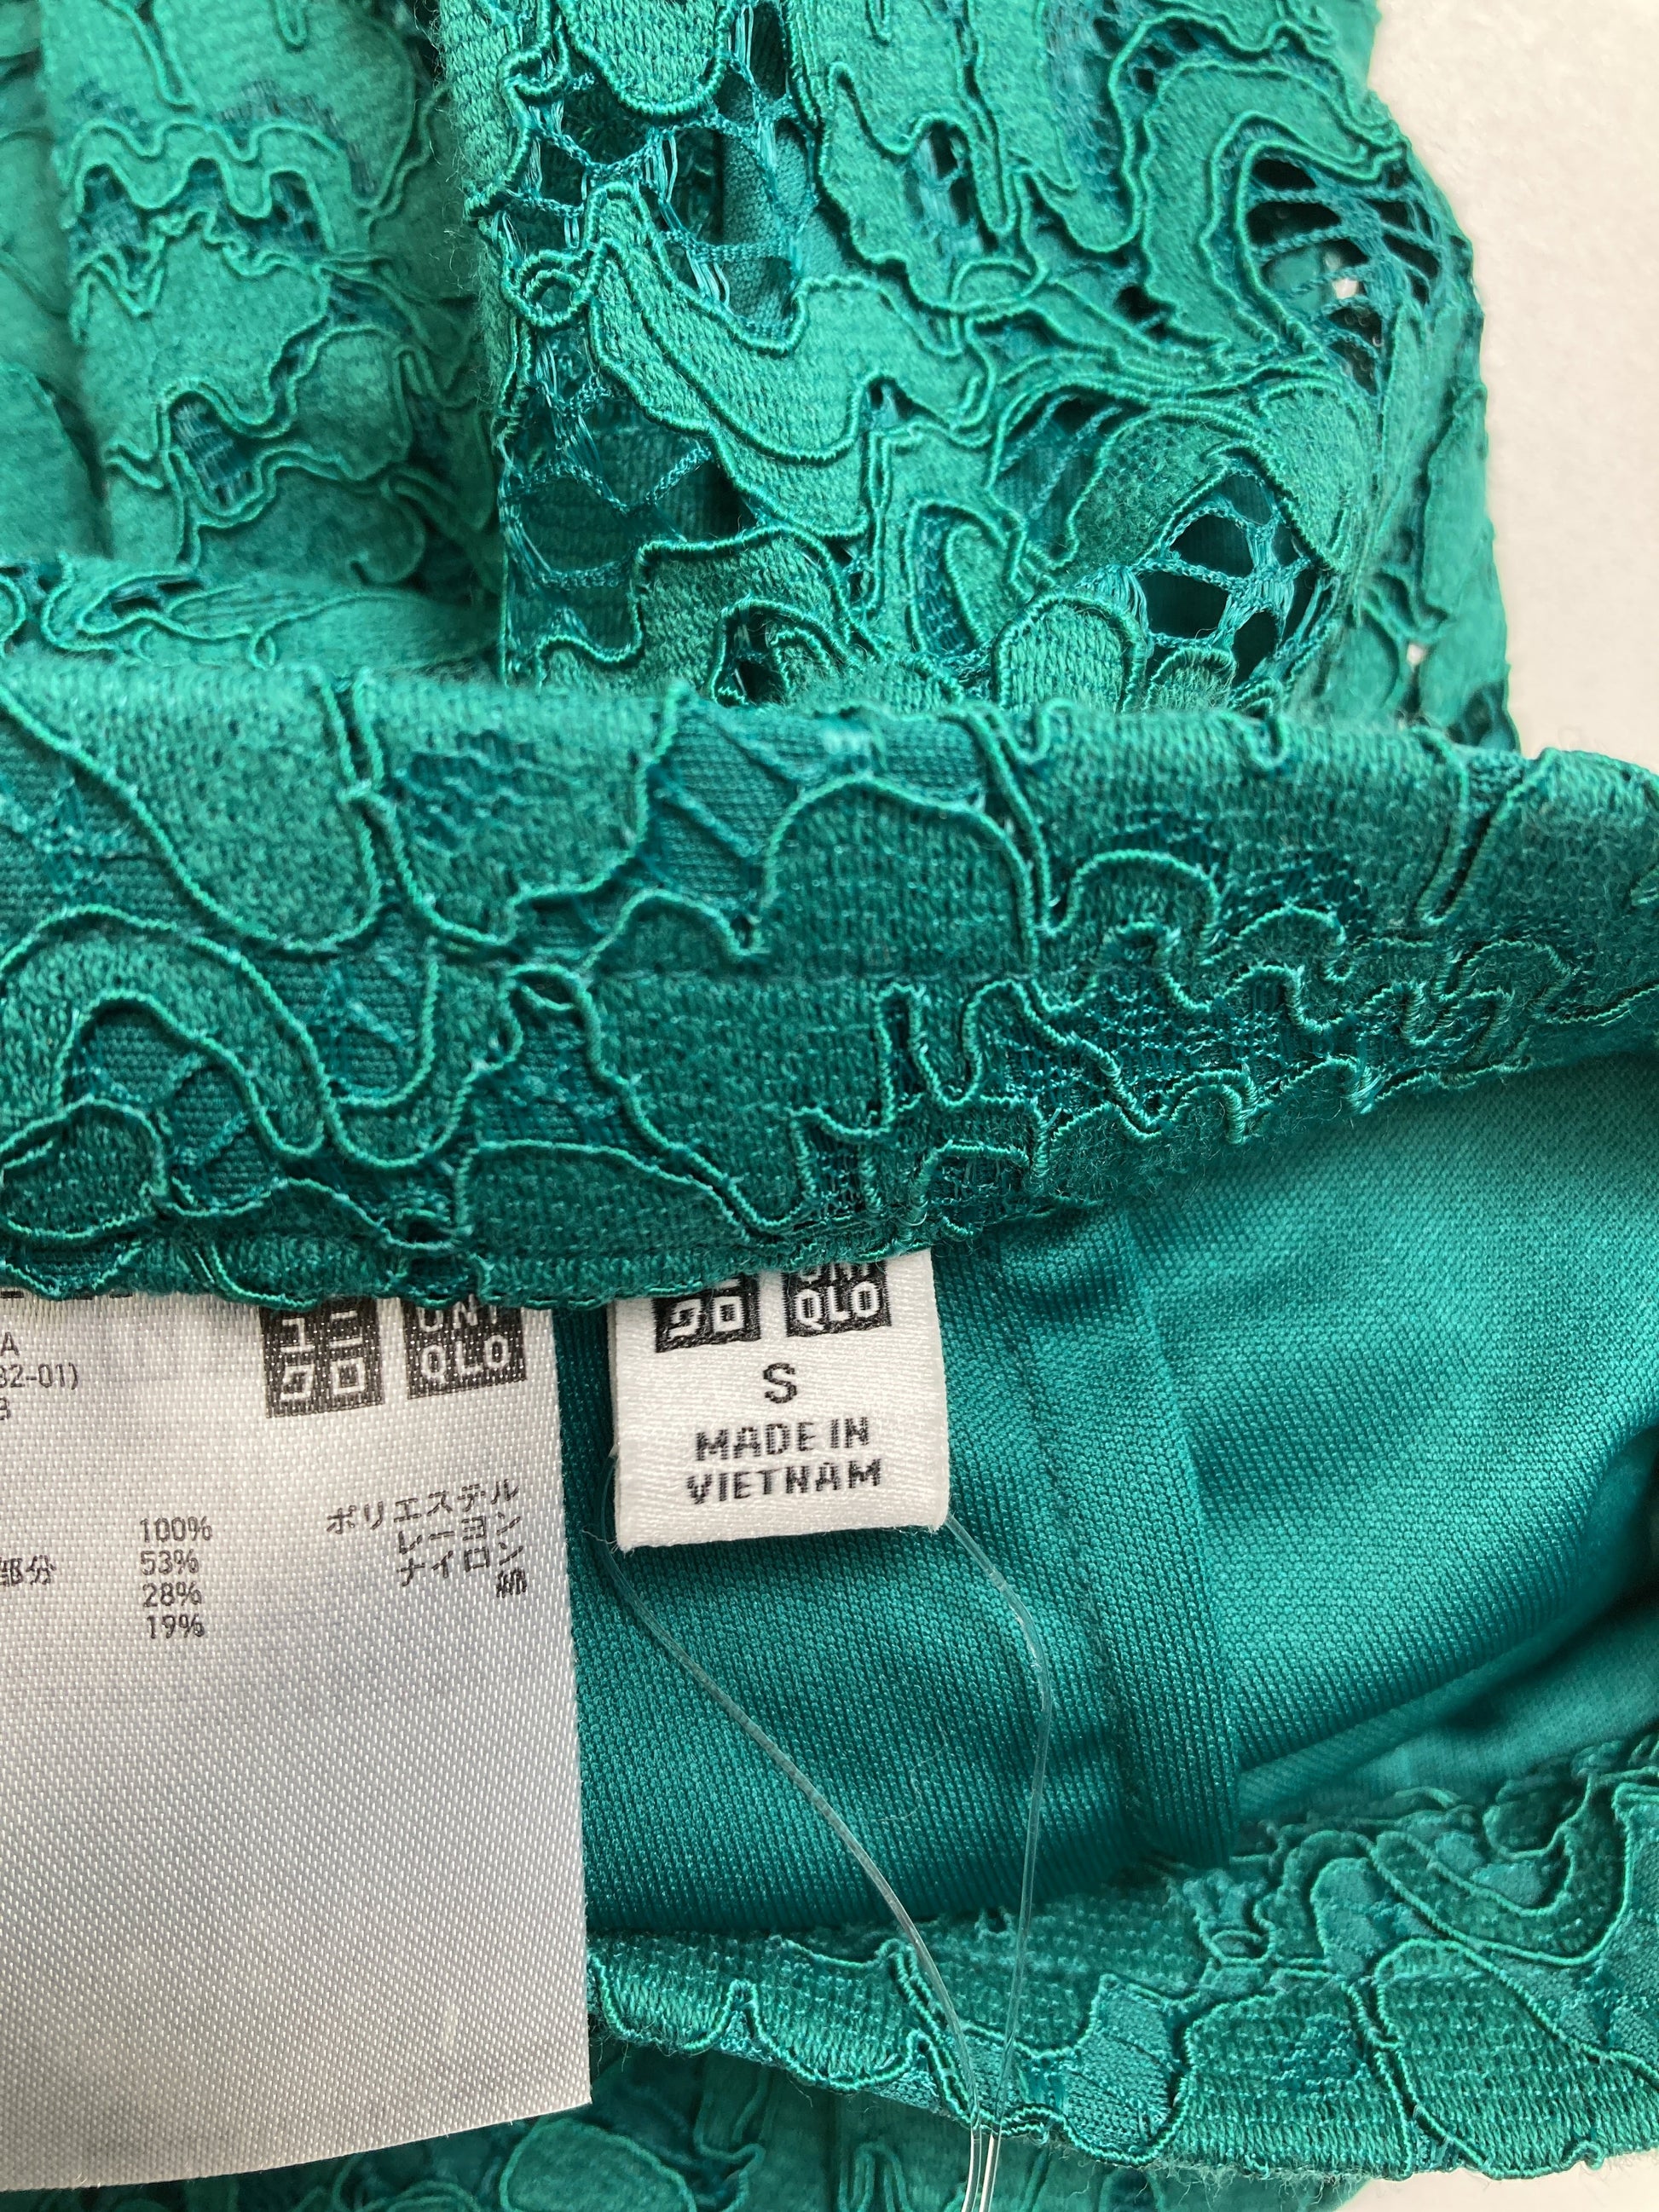 A
32-01)
ユニ
クロ
UNI
QLO
100% ポリエステル
部分 53% レーヨン
28% ナイロン
19% 綿
ユニ
クロ
UNI
QLO
S
MADE IN
VIETNAM